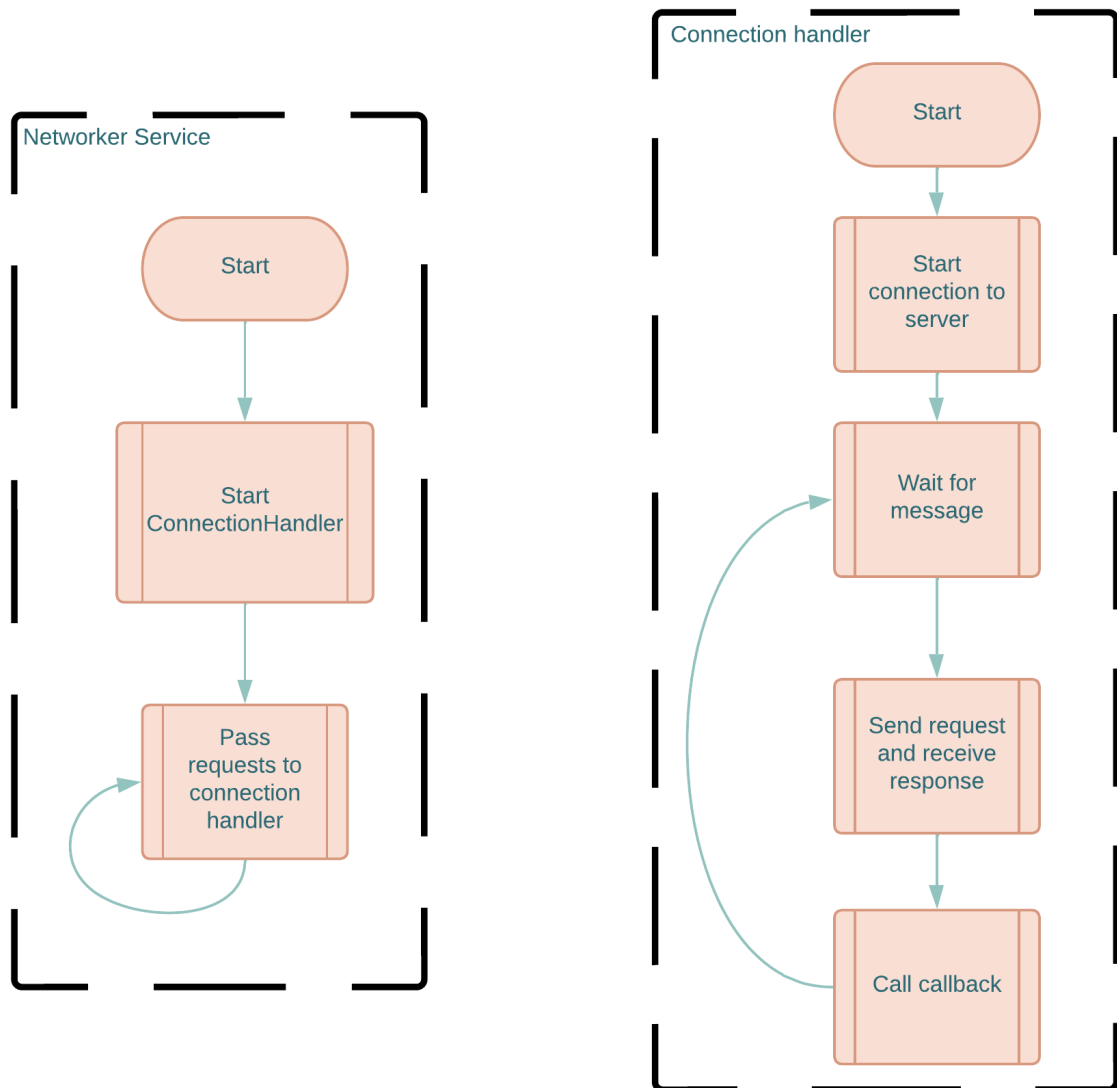 Networker Service
Start
Start
ConnectionHandler
Pass
requests to
connection
handler
Connection handler
Start
Start
connection to
server
Wait for
message
Send request
and receive
response
Call callback